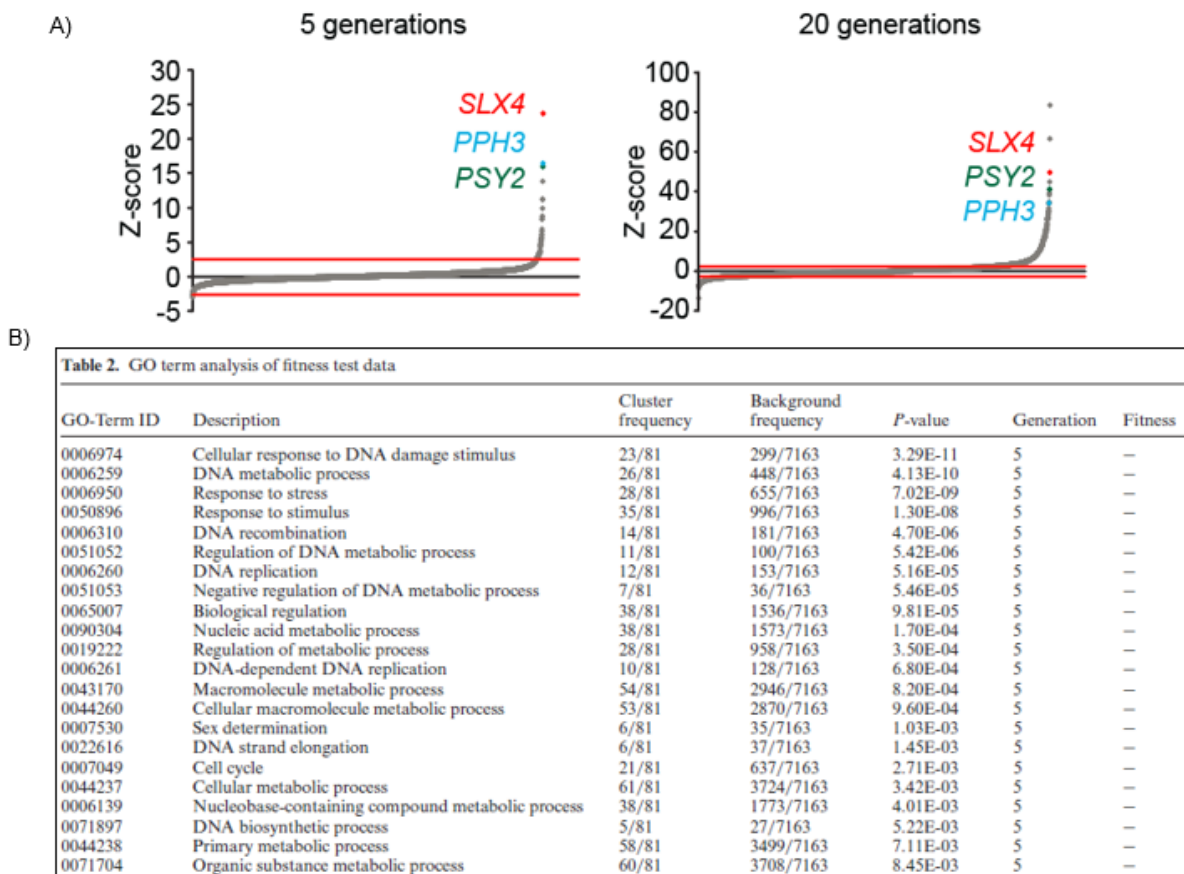 A)
5 generations
20 generations
30
25
20
15
10
5
0
-5
Z-score
SLX4
PPH3
PSY2
100
80
60
40
20
0
-20
Z-score
SLX4
PSY2
PPH3
B)
Table 2. GO term analysis of fitness test data
GO-Term ID Description Cluster frequency Background frequency P-value Generation Fitness
0006974 Cellular response to DNA damage stimulus 23/81 299/7163 3.29E-11 5 –
0006259 DNA metabolic process 26/81 448/7163 4.13E-10 5 –
0006950 Response to stress 28/81 655/7163 7.02E-09 5 –
0050896 Response to stimulus 35/81 996/7163 1.30E-08 5 –
0006310 DNA recombination 14/81 181/7163 4.70E-06 5 –
0051052 Regulation of DNA metabolic process 11/81 100/7163 5.42E-06 5 –
0006260 DNA replication 12/81 153/7163 5.16E-05 5 –
0051053 Negative regulation of DNA metabolic process 7/81 36/7163 5.46E-05 5 –
0065007 Biological regulation 38/81 1536/7163 9.81E-05 5 –
0090304 Nucleic acid metabolic process 38/81 1573/7163 1.70E-04 5 –
0019222 Regulation of metabolic process 28/81 958/7163 3.50E-04 5 –
0006261 DNA-dependent DNA replication 10/81 128/7163 6.80E-04 5 –
0043170 Macromolecule metabolic process 54/81 2946/7163 8.20E-04 5 –
0044260 Cellular macromolecule metabolic process 53/81 2870/7163 9.60E-04 5 –
0007530 Sex determination 6/81 35/7163 1.03E-03 5 –
0022616 DNA strand elongation 6/81 37/7163 1.45E-03 5 –
0007049 Cell cycle 21/81 637/7163 2.71E-03 5 –
0044237 Cellular metabolic process 61/81 3724/7163 3.42E-03 5 –
0006139 Nucleobase-containing compound metabolic process 38/81 1773/7163 4.01E-03 5 –
0071897 DNA biosynthetic process 5/81 27/7163 5.22E-03 5 –
0044238 Primary metabolic process 58/81 3499/7163 7.11E-03 5 –
0071704 Organic substance metabolic process 60/81 3708/7163 8.45E-03 5 –